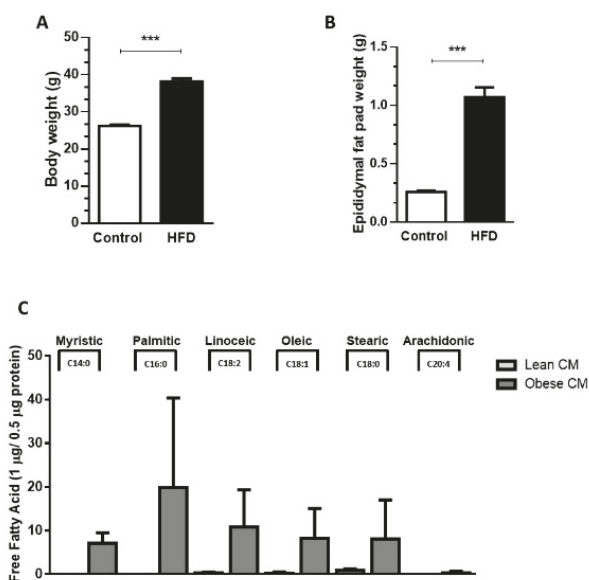 A
Body weight (g)
50
40
30
20
10
0
***
Control HFD
B
Epididymal fat pad weight (g)
1.5
1.0
0.5
0.0
***
Control HFD
C
Free Fatty Acid (1 µg/ 0.5 µg protein)
50
40
30
20
10
0
Myristic Palmitic Linoceic Oleic Stearic Arachidonic
C14:0 C16:0 C18:2 C18:1 C18:0 C20:4
Lean CM
Obese CM